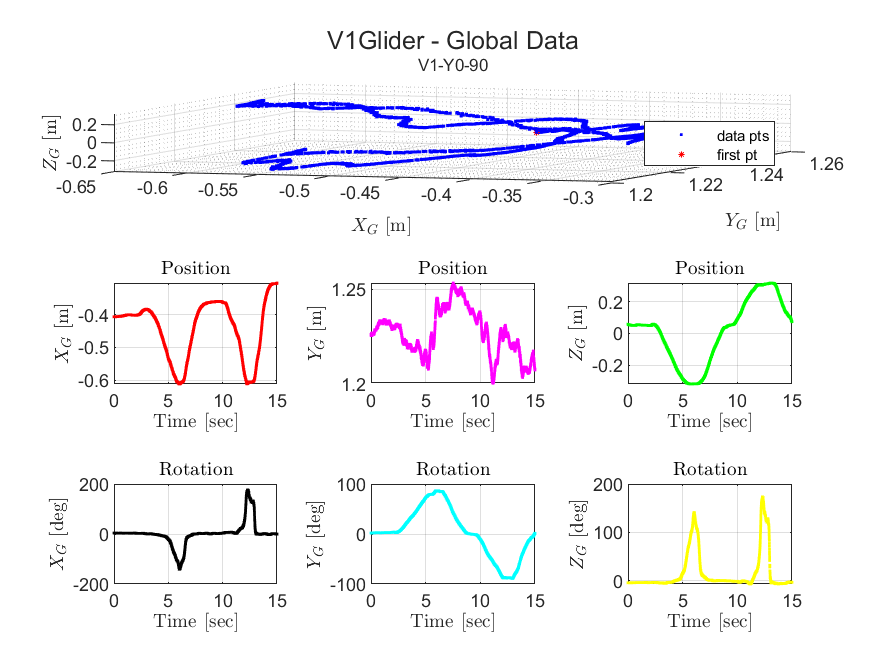 V1Glider - Global Data
V1-Y0-90
Z_G [m]
0.2
0
-0.2
-0.65
-0.6
-0.55
-0.5
-0.45
-0.4
-0.35
-0.3
X_G [m]
1.2
1.22
1.24
1.26
Y_G [m]
data pts
first pt
Position
X_G [m]
-0.4
-0.5
-0.6
0 5 10 15
Time [sec]
Position
Y_G [m]
1.25
1.2
0 5 10 15
Time [sec]
Position
Z_G [m]
0.2
0
-0.2
0 5 10 15
Time [sec]
Rotation
X_G [deg]
200
0
-200
0 5 10 15
Time [sec]
Rotation
Y_G [deg]
100
0
-100
0 5 10 15
Time [sec]
Rotation
Z_G [deg]
200
100
0
0 5 10 15
Time [sec]